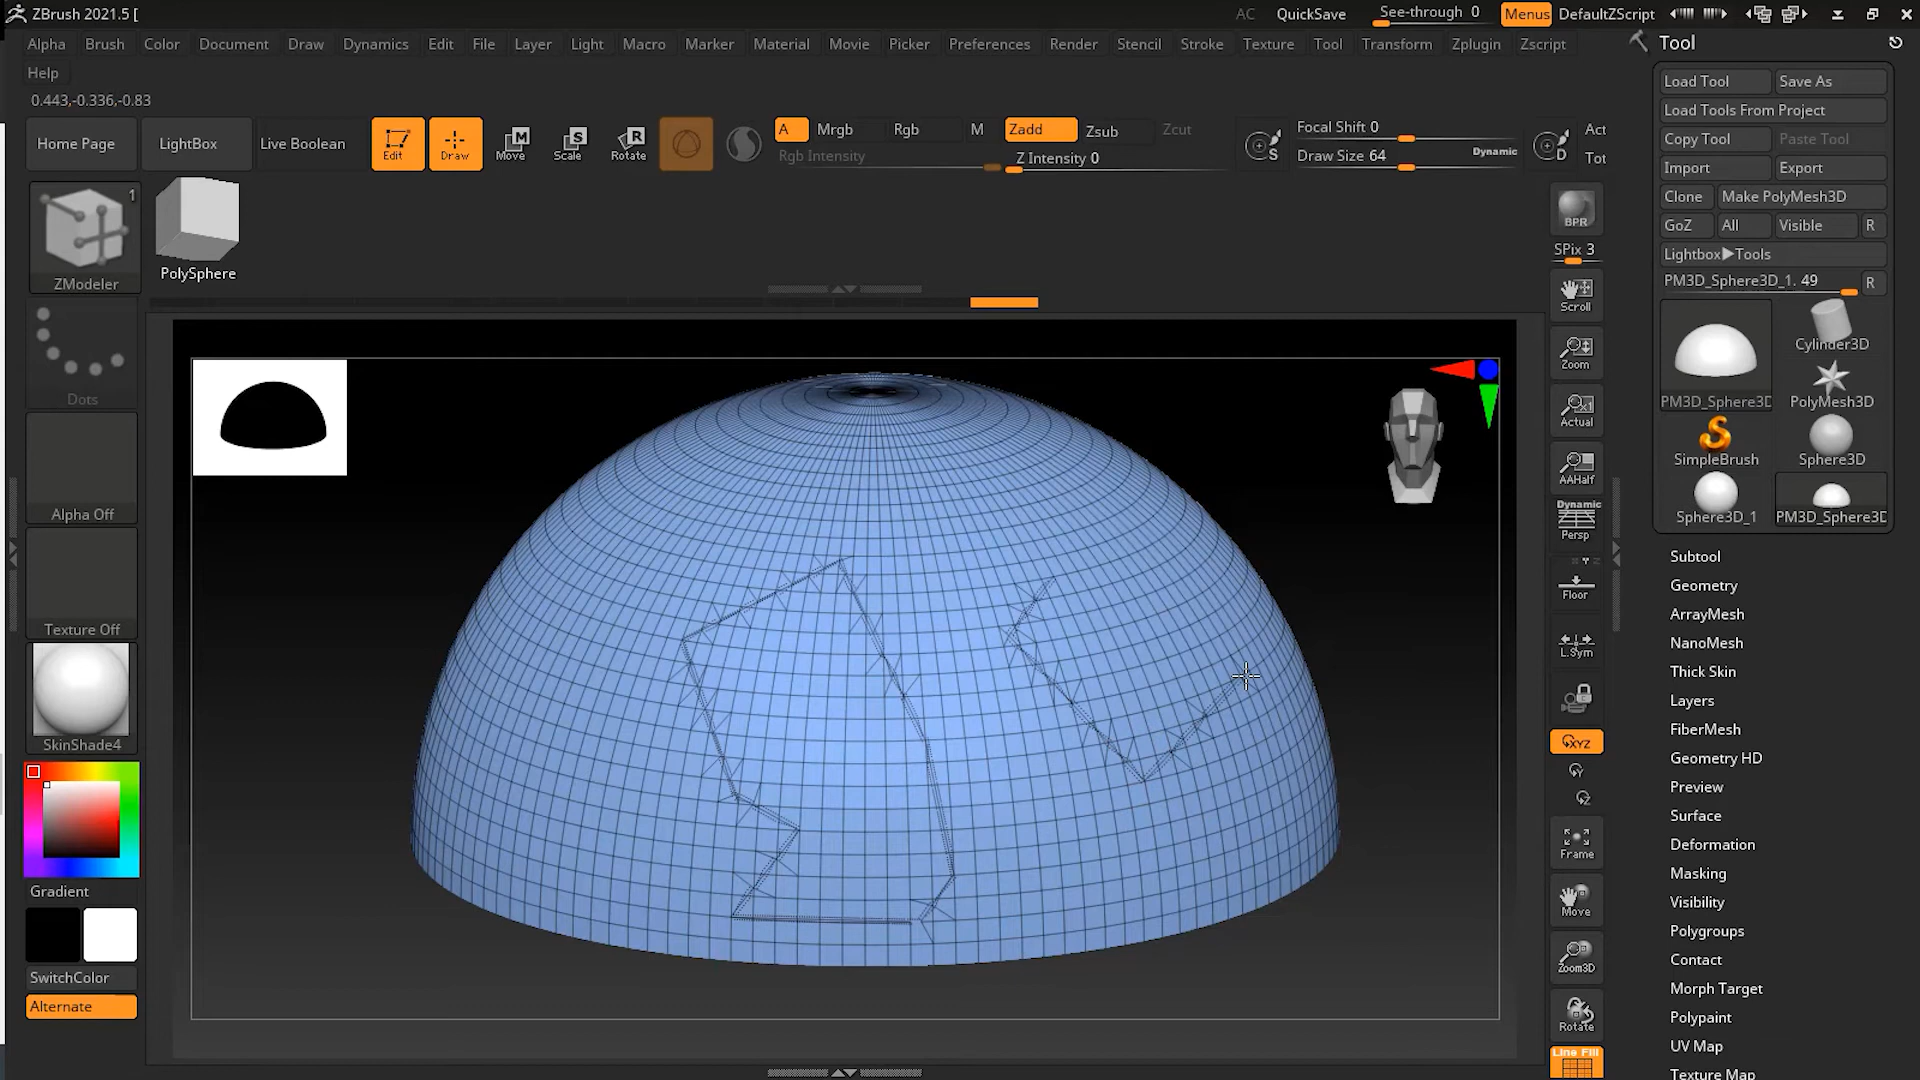 ZBrush 2021.5 [
AC QuickSave See-through 0 Menus DefaultZScript
Alpha Brush Color Document Draw Dynamics Edit File Layer Light Macro Marker Material Movie Picker Preferences Render Stencil Stroke Texture Tool Transform Zplugin Zscript
Help
0.443,-0.336,-0.83
Home Page LightBox Live Boolean Edit Draw Move Scale Rotate
M S R
A Mrgb Rgb M Zadd Zsub Zcut
Rgb Intensity Z Intensity 0
S Focal Shift 0
Draw Size 64 Dynamic D
Act
Tot
1
ZModeler
PolySphere
Dots
Alpha Off
Texture Off
SkinShade4
Gradient
SwitchColor
Alternate
BPR
SPix 3
Scroll
Zoom
Actual
AAHalf
Dynamic
Persp
Floor
L.Sym
XYZ
Y
Z
Frame
Move
Zoom3D
Rotate
Line Fill
Tool
Load Tool Save As
Load Tools From Project
Copy Tool Paste Tool
Import Export
Clone Make PolyMesh3D
GoZ All Visible R
Lightbox▶Tools
PM3D_Sphere3D_1. 49 R
PM3D_Sphere3D Cylinder3D
PolyMesh3D
SimpleBrush Sphere3D
Sphere3D_1 PM3D_Sphere3D
Subtool
Geometry
ArrayMesh
NanoMesh
Thick Skin
Layers
FiberMesh
Geometry HD
Preview
Surface
Deformation
Masking
Visibility
Polygroups
Contact
Morph Target
Polypaint
UV Map
Texture Map